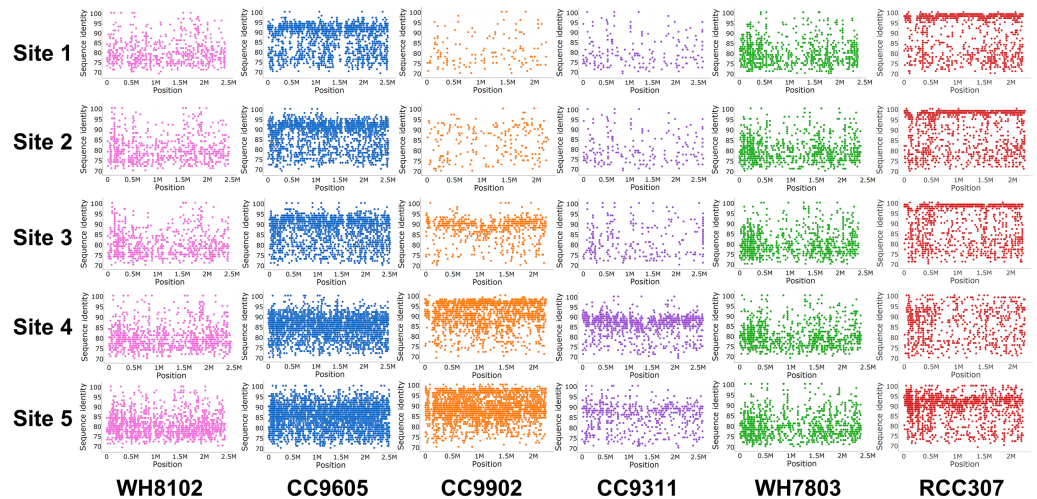 Site 1
Site 2
Site 3
Site 4
Site 5
Sequence identity
Position
100
95
90
85
80
75
70
0
0.5M
1M
1.5M
2M
2.5M
WH8102
CC9605
CC9902
CC9311
WH7803
RCC307